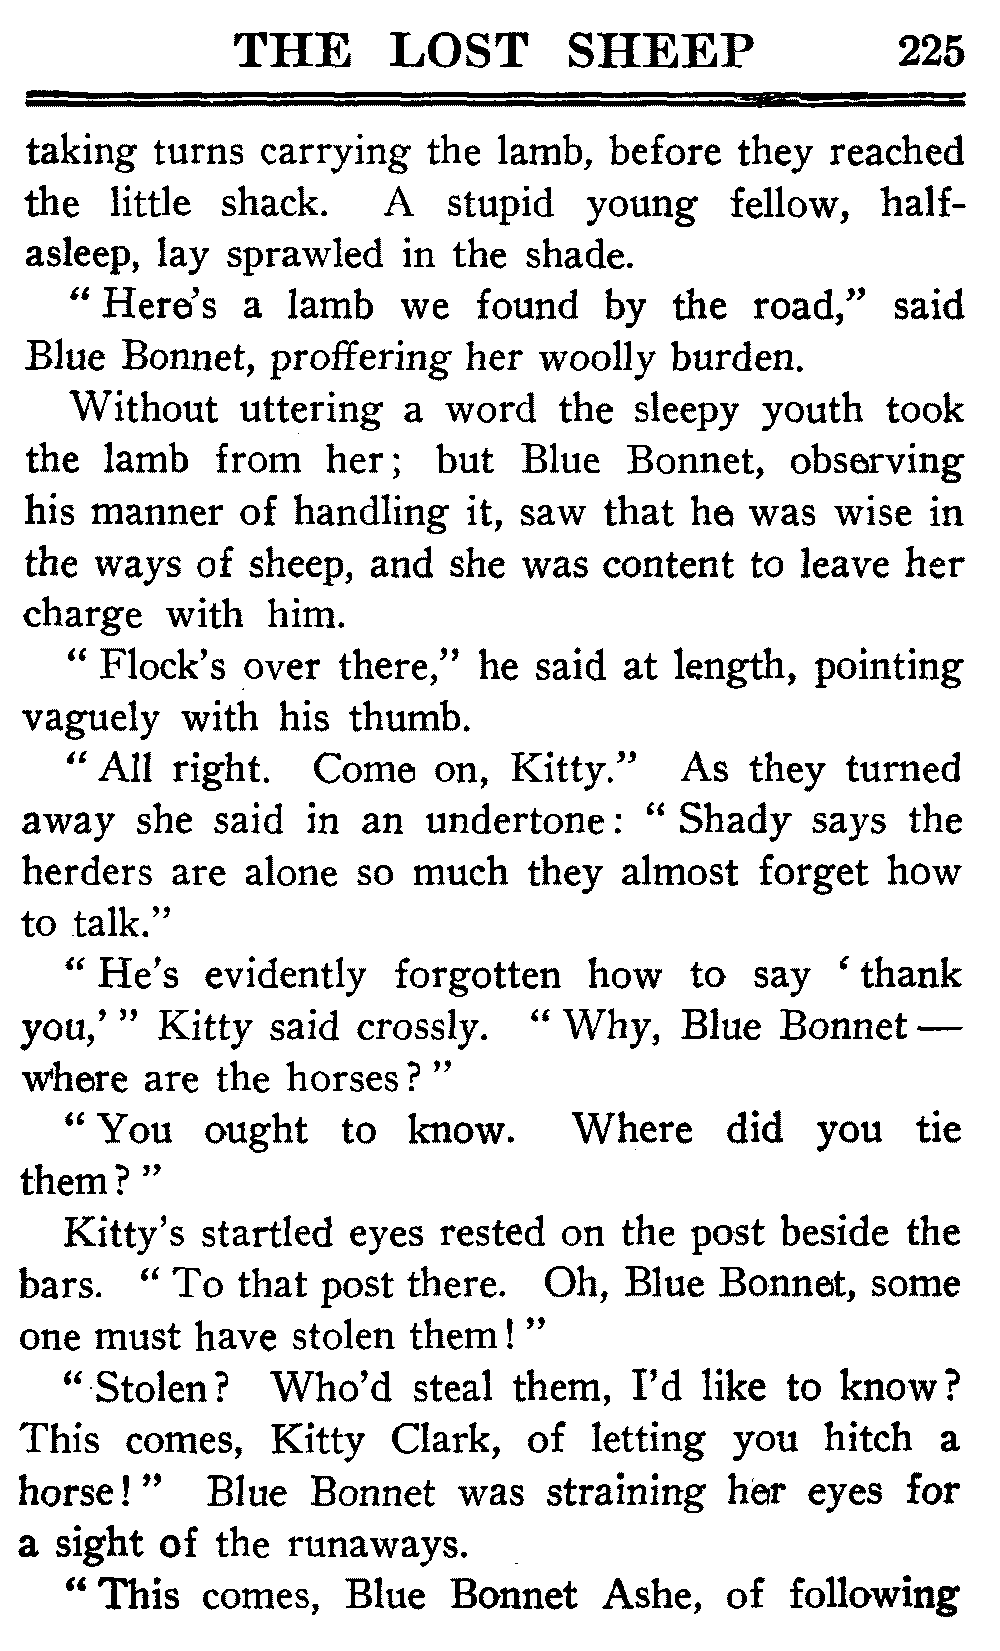 THE LOST SHEEP 225
taking turns carrying the lamb, before they reached
the little shack. A stupid young fellow, half-
asleep, lay sprawled in the shade.
" Here's a lamb we found by the road," said
Blue Bonnet, proffering her woolly burden.
Without uttering a word the sleepy youth took
the lamb from her; but Blue Bonnet, observing
his manner of handling it, saw that he was wise in
the ways of sheep, and she was content to leave her
charge with him.
" Flock's over there," he said at length, pointing
vaguely with his thumb.
" All right. Come on, Kitty." As they turned
away she said in an undertone: " Shady says the
herders are alone so much they almost forget how
to talk."
" He's evidently forgotten how to say ' thank
you,' " Kitty said crossly. " Why, Blue Bonnet —
where are the horses? "
" You ought to know. Where did you tie
them? "
Kitty's startled eyes rested on the post beside the
bars. " To that post there. Oh, Blue Bonnet, some
one must have stolen them! "
" Stolen? Who'd steal them, I'd like to know?
This comes, Kitty Clark, of letting you hitch a
horse! " Blue Bonnet was straining her eyes for
a sight of the runaways.
" This comes, Blue Bonnet Ashe, of following